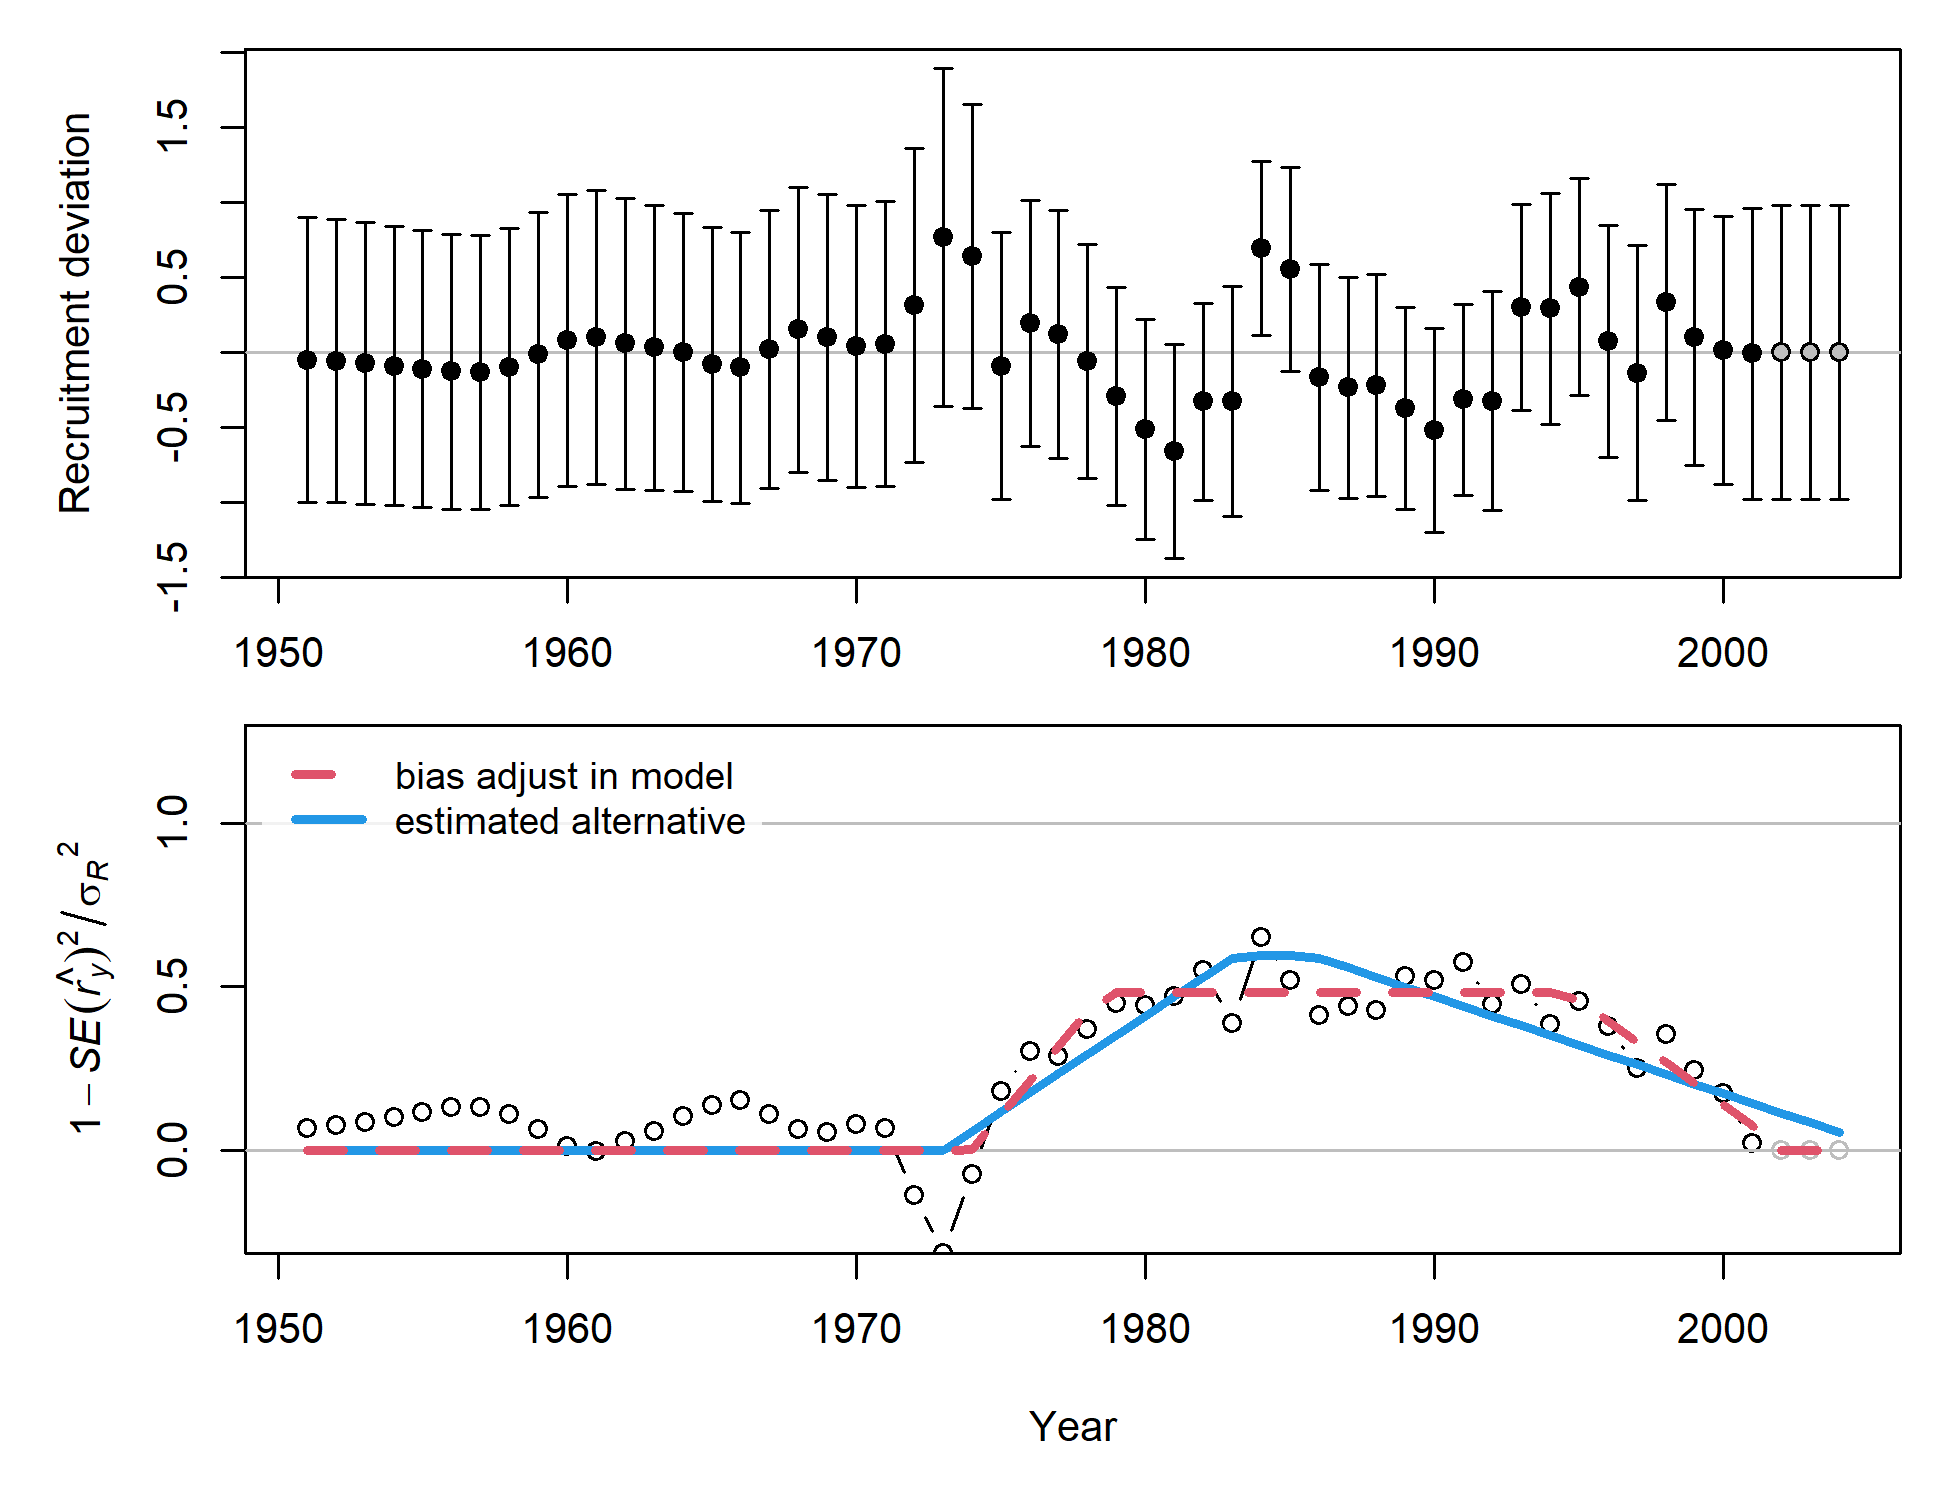 Recruitment deviation
1.5
0.5
-0.5
-1.5
1950 1960 1970 1980 1990 2000
bias adjust in model
estimated alternative
1 − SE(r̂y)² / σR²
1.0
0.5
0.0
1950 1960 1970 1980 1990 2000
Year